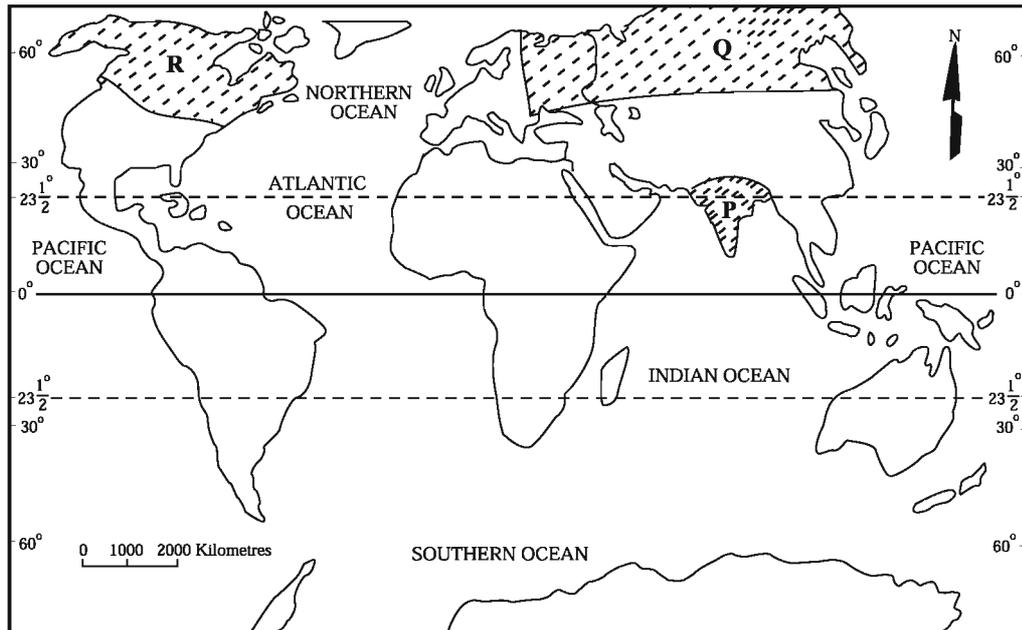 N
60°
60°
R
Q
NORTHERN
OCEAN
30°
30°
23 1/2°
23 1/2°
ATLANTIC
OCEAN
P
PACIFIC
OCEAN
PACIFIC
OCEAN
0°
0°
INDIAN OCEAN
23 1/2°
23 1/2°
30°
30°
60°
60°
0 1000 2000 Kilometres
SOUTHERN OCEAN